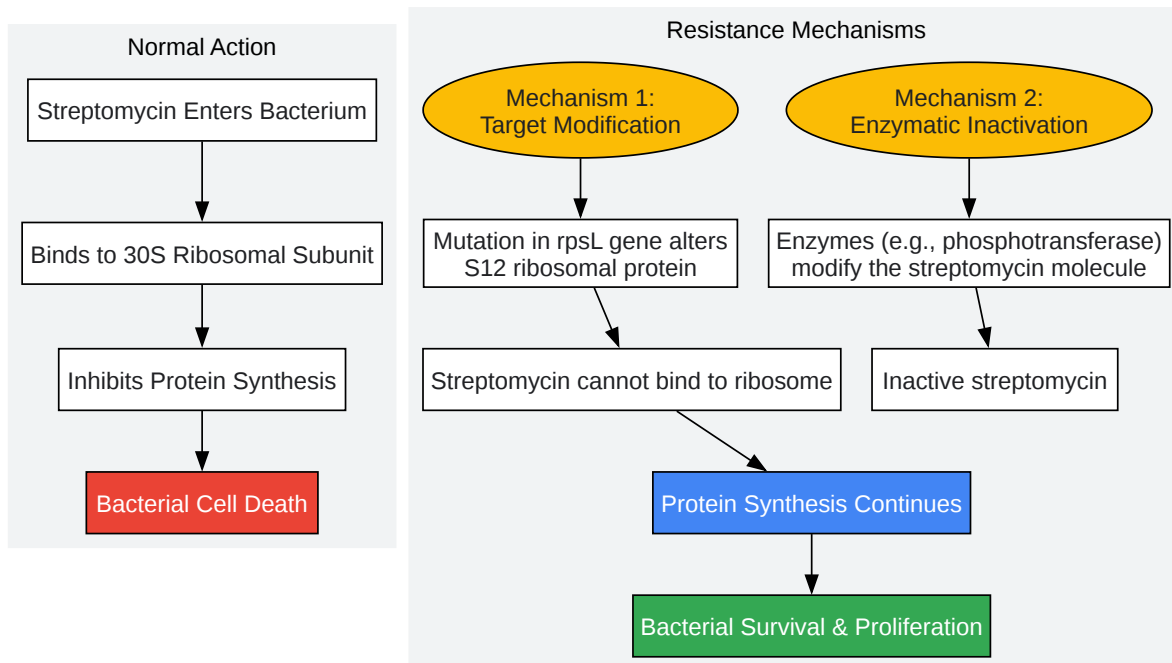 Normal Action
Streptomycin Enters Bacterium
Binds to 30S Ribosomal Subunit
Inhibits Protein Synthesis
Bacterial Cell Death
Resistance Mechanisms
Mechanism 1:
Target Modification
Mutation in rpsL gene alters
S12 ribosomal protein
Streptomycin cannot bind to ribosome
Mechanism 2:
Enzymatic Inactivation
Enzymes (e.g., phosphotransferase)
modify the streptomycin molecule
Inactive streptomycin
Protein Synthesis Continues
Bacterial Survival & Proliferation